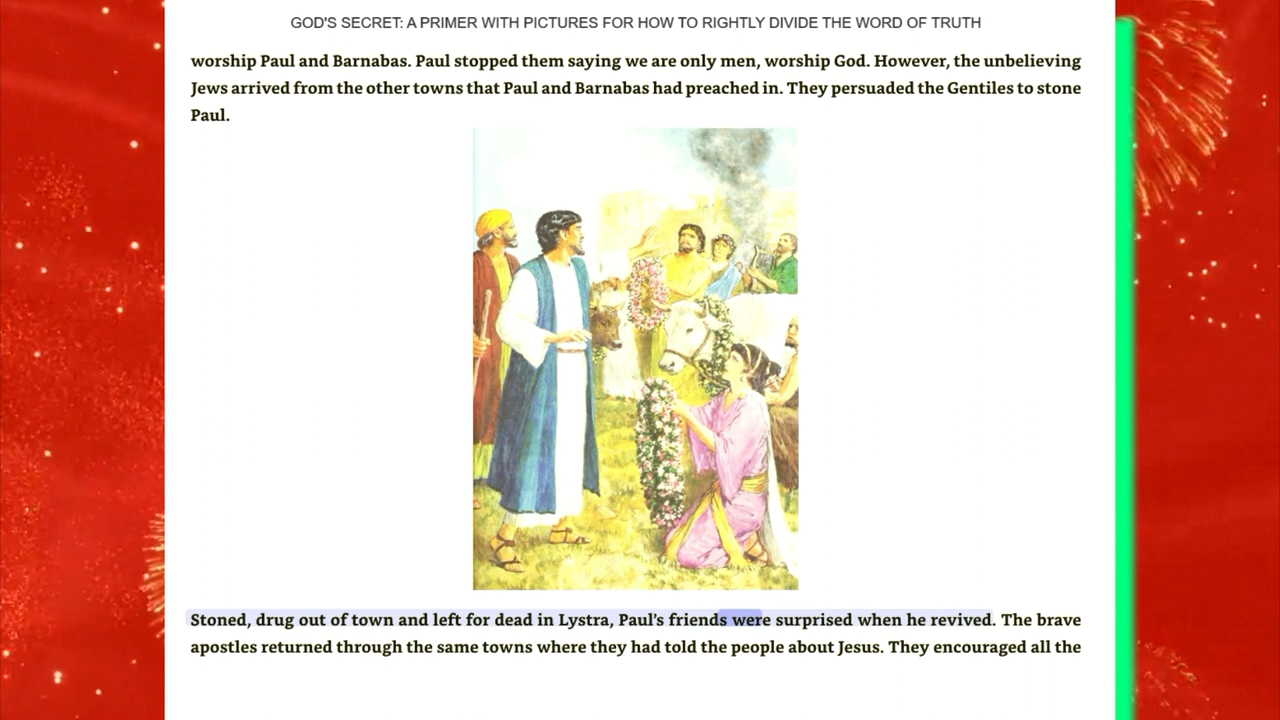 GOD'S SECRET: A PRIMER WITH PICTURES FOR HOW TO RIGHTLY DIVIDE THE WORD OF TRUTH
worship Paul and Barnabas. Paul stopped them saying we are only men, worship God. However, the unbelieving
Jews arrived from the other towns that Paul and Barnabas had preached in. They persuaded the Gentiles to stone
Paul.
Stoned, drug out of town and left for dead in Lystra, Paul’s friends were surprised when he revived. The brave
apostles returned through the same towns where they had told the people about Jesus. They encouraged all the